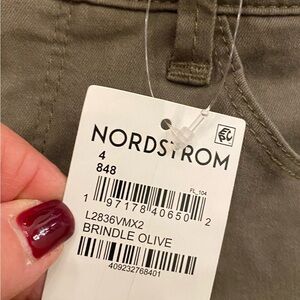 NORDSTROM
4
848
FL_104
1 97178 40650 2
L2836VMX2
BRINDLE OLIVE
409232768401